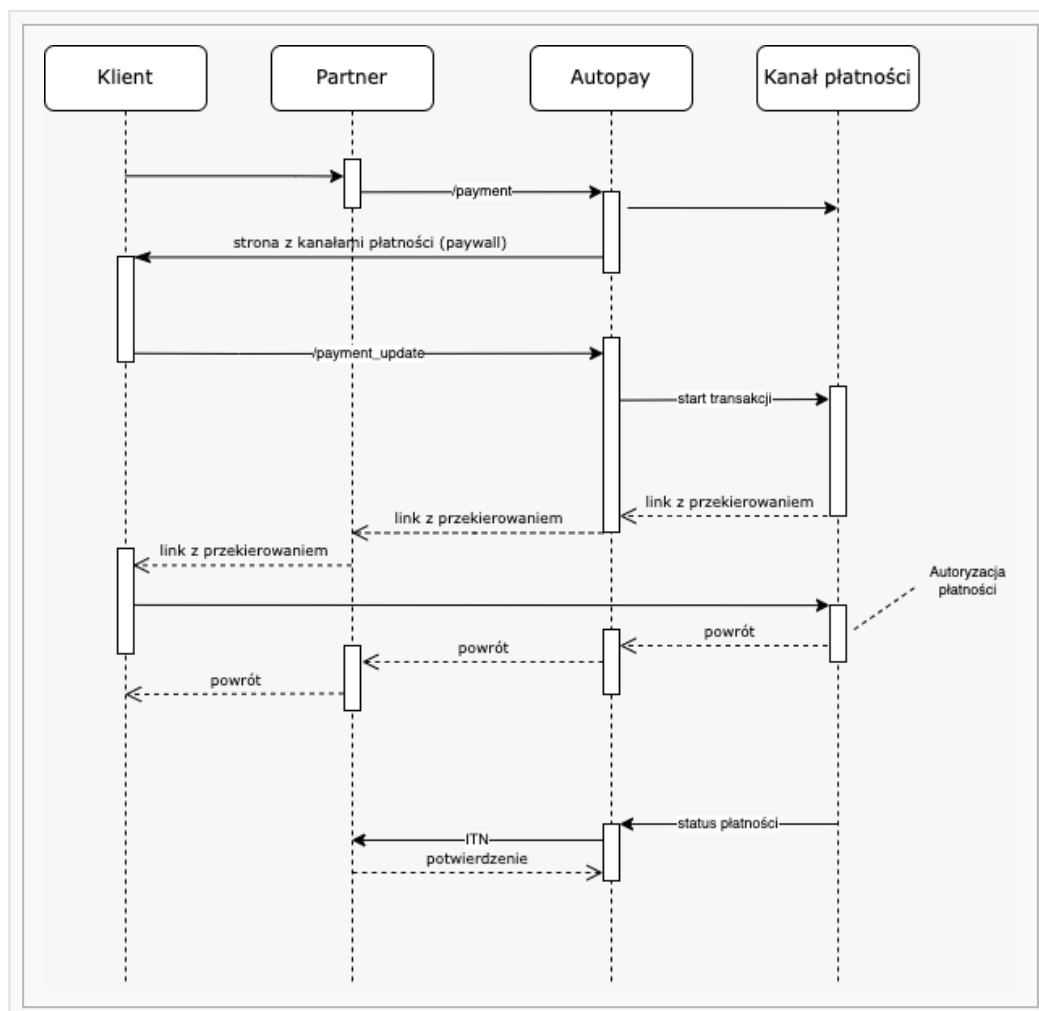 Klient
Partner
Autopay
Kanał płatności
/payment
strona z kanałami płatności (paywall)
/payment_update
start transakcji
link z przekierowaniem
link z przekierowaniem
link z przekierowaniem
Autoryzacja
płatności
powrót
powrót
powrót
status płatności
ITN
potwierdzenie